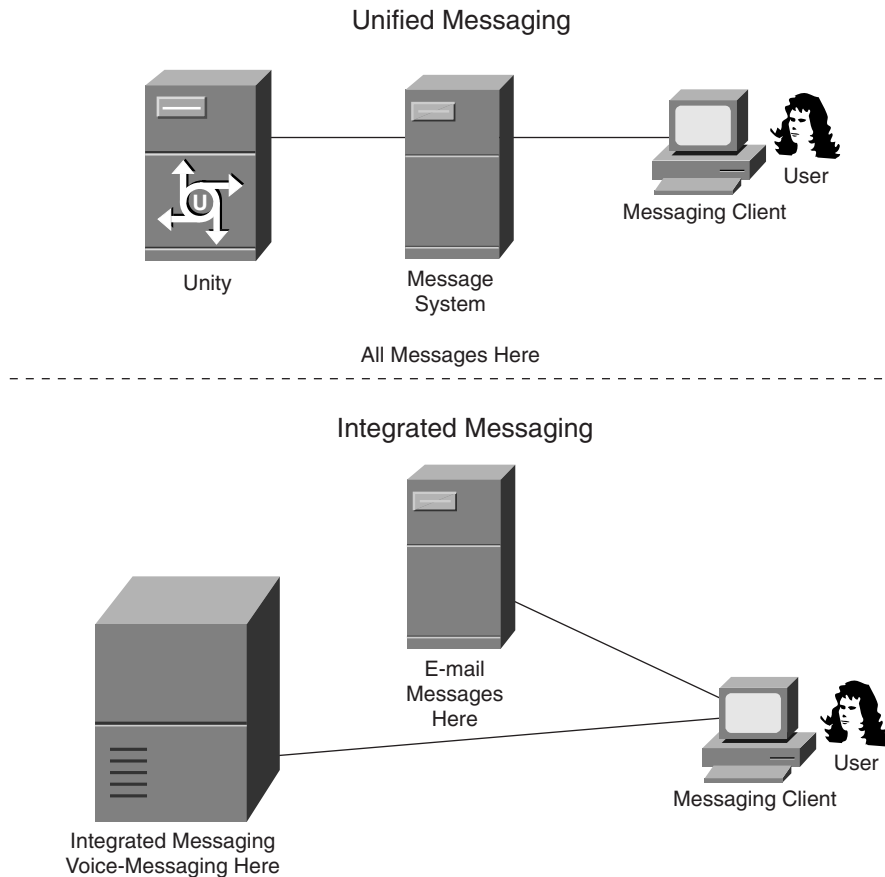 Unified Messaging
U
User
Messaging Client
Unity
Message
System
All Messages Here
Integrated Messaging
E-mail
Messages
Here
User
Messaging Client
Integrated Messaging
Voice-Messaging Here